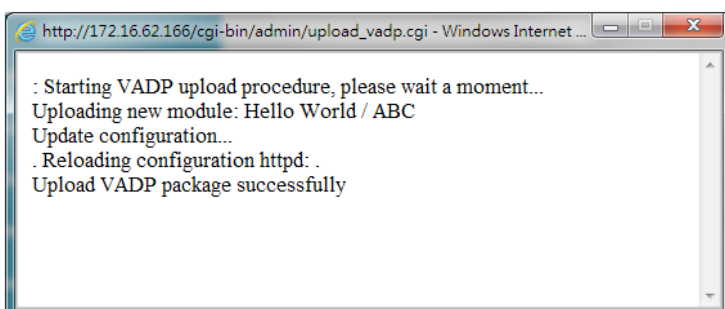 http://172.16.62.166/cgi-bin/admin/upload_vadp.cgi - Windows Internet ...
: Starting VADP upload procedure, please wait a moment...
Uploading new module: Hello World / ABC
Update configuration...
. Reloading configuration httpd: .
Upload VADP package successfully